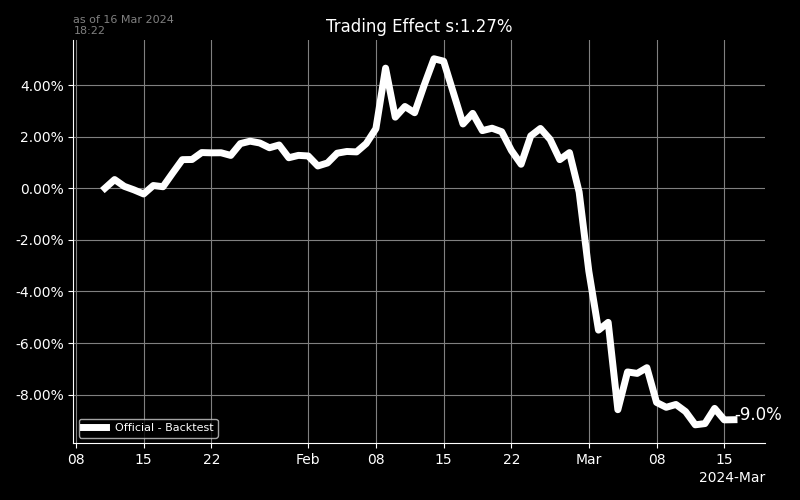 as of 16 Mar 2024
18:22
Trading Effect s:1.27%
4.00%
2.00%
0.00%
-2.00%
-4.00%
-6.00%
-8.00%
-9.0%
Official - Backtest
08 15 22 Feb 08 15 22 Mar 08 15
2024-Mar